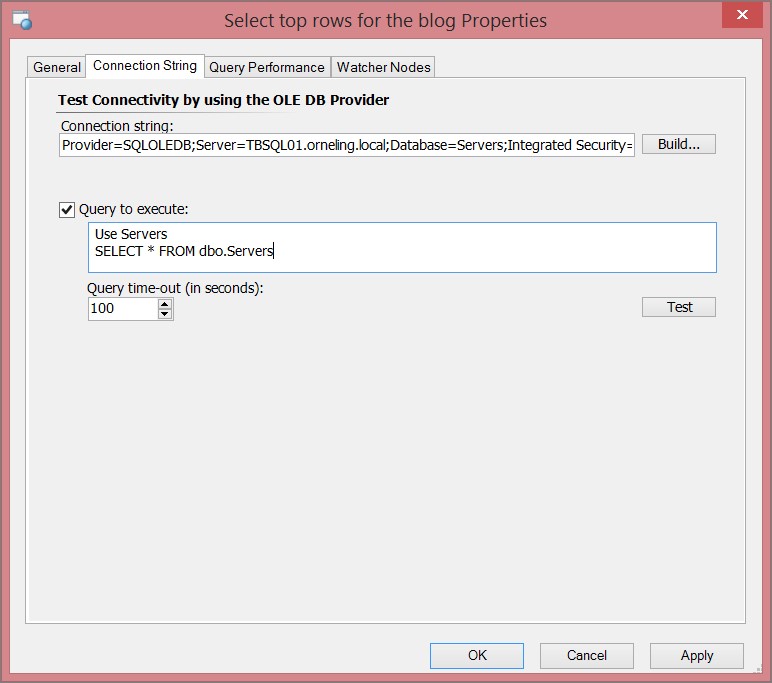 Select top rows for the blog Properties
General
Connection String
Query Performance
Watcher Nodes
Test Connectivity by using the OLE DB Provider
Connection string:
Provider=SQLOLEDB;Server=TBSQL01.orneling.local;Database=Servers;Integrated Security=
Build...
Query to execute:
Use Servers
SELECT * FROM dbo.Servers
Query time-out (in seconds):
100
Test
OK
Cancel
Apply